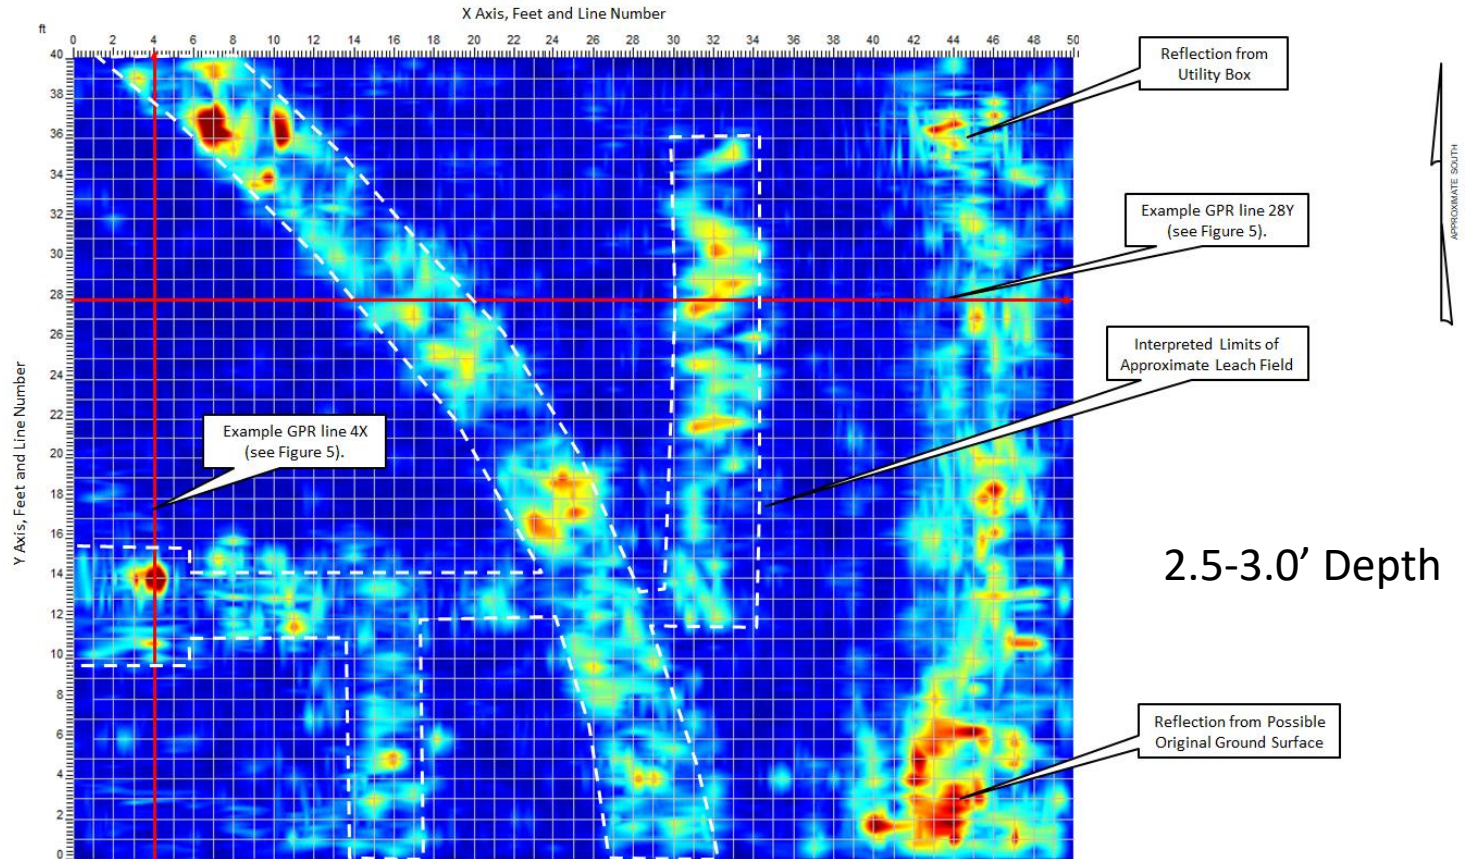 X Axis, Feet and Line Number
ft
0 2 4 6 8 10 12 14 16 18 20 22 24 26 28 30 32 34 36 38 40 42 44 46 48 50
40
38
36
34
32
30
28
26
24
22
20
18
16
14
12
10
8
6
4
2
0
Y Axis, Feet and Line Number
Reflection from
Utility Box
APPROXIMATE SOUTH
Example GPR line 28Y
(see Figure 5).
Interpreted Limits of
Approximate Leach Field
Example GPR line 4X
(see Figure 5).
2.5-3.0’ Depth
Reflection from Possible
Original Ground Surface